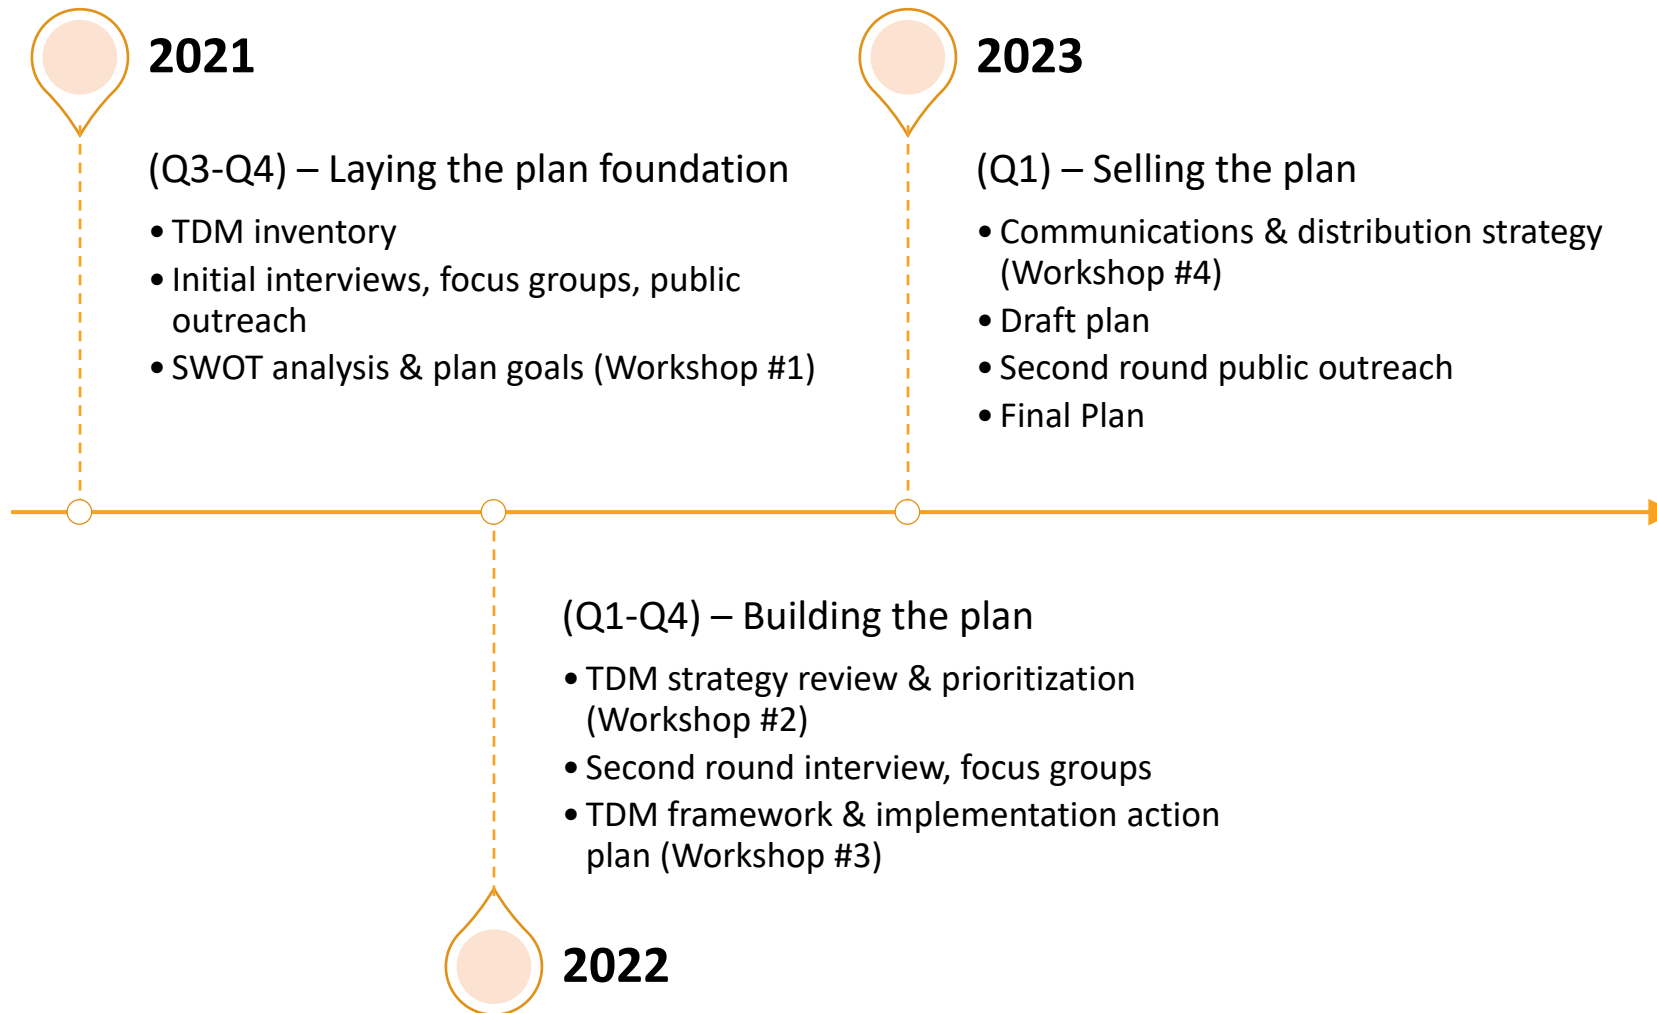 2021
(Q3-Q4) – Laying the plan foundation
• TDM inventory
• Initial interviews, focus groups, public
outreach
• SWOT analysis & plan goals (Workshop #1)
2023
(Q1) – Selling the plan
• Communications & distribution strategy
(Workshop #4)
• Draft plan
• Second round public outreach
• Final Plan
(Q1-Q4) – Building the plan
• TDM strategy review & prioritization
(Workshop #2)
• Second round interview, focus groups
• TDM framework & implementation action
plan (Workshop #3)
2022